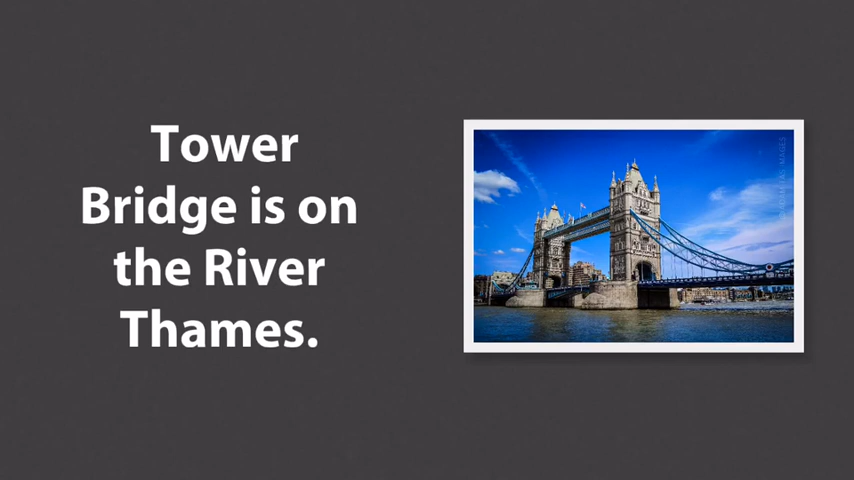 Tower
Bridge is on
the River
Thames.